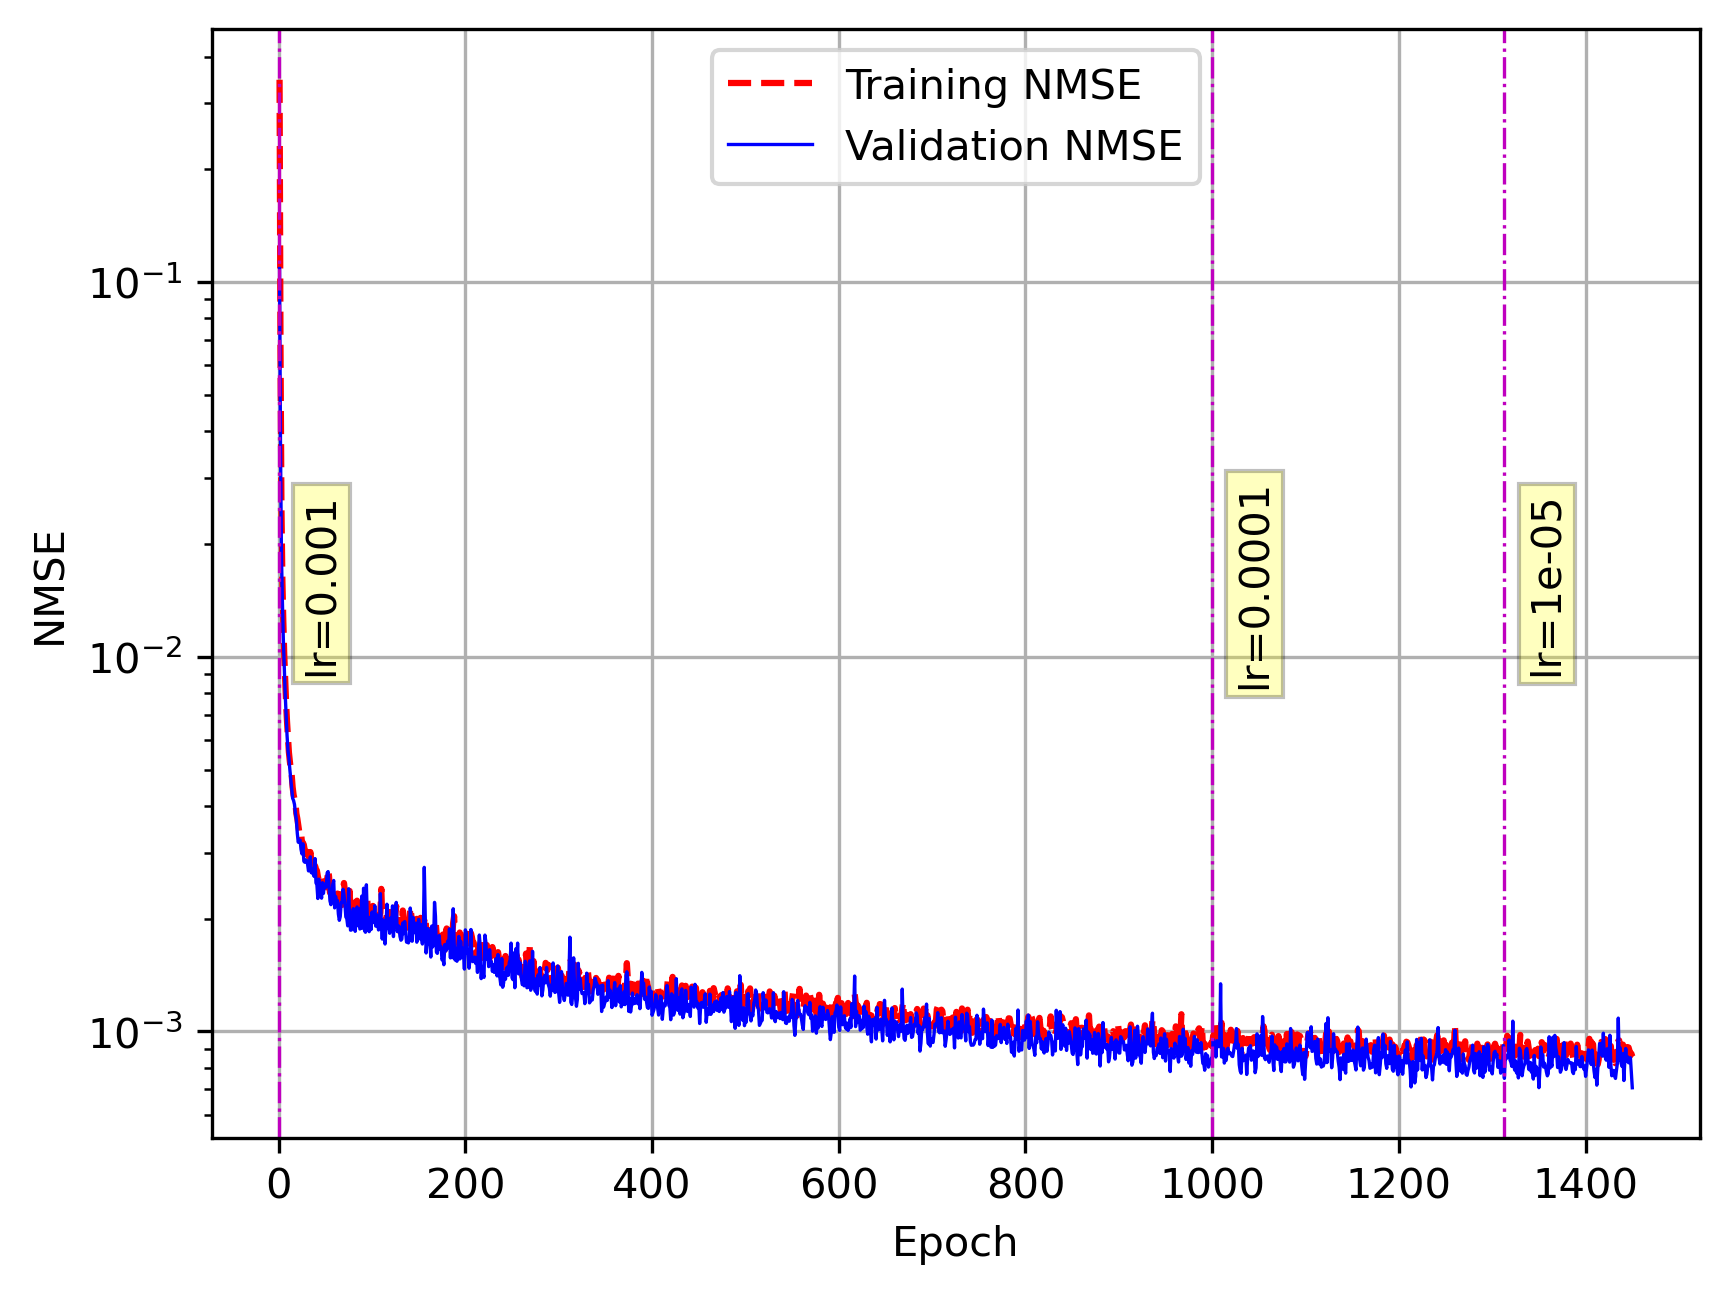 Training NMSE
Validation NMSE
NMSE
10⁻¹
10⁻²
10⁻³
lr=0.001
lr=0.0001
lr=1e-05
0 200 400 600 800 1000 1200 1400
Epoch